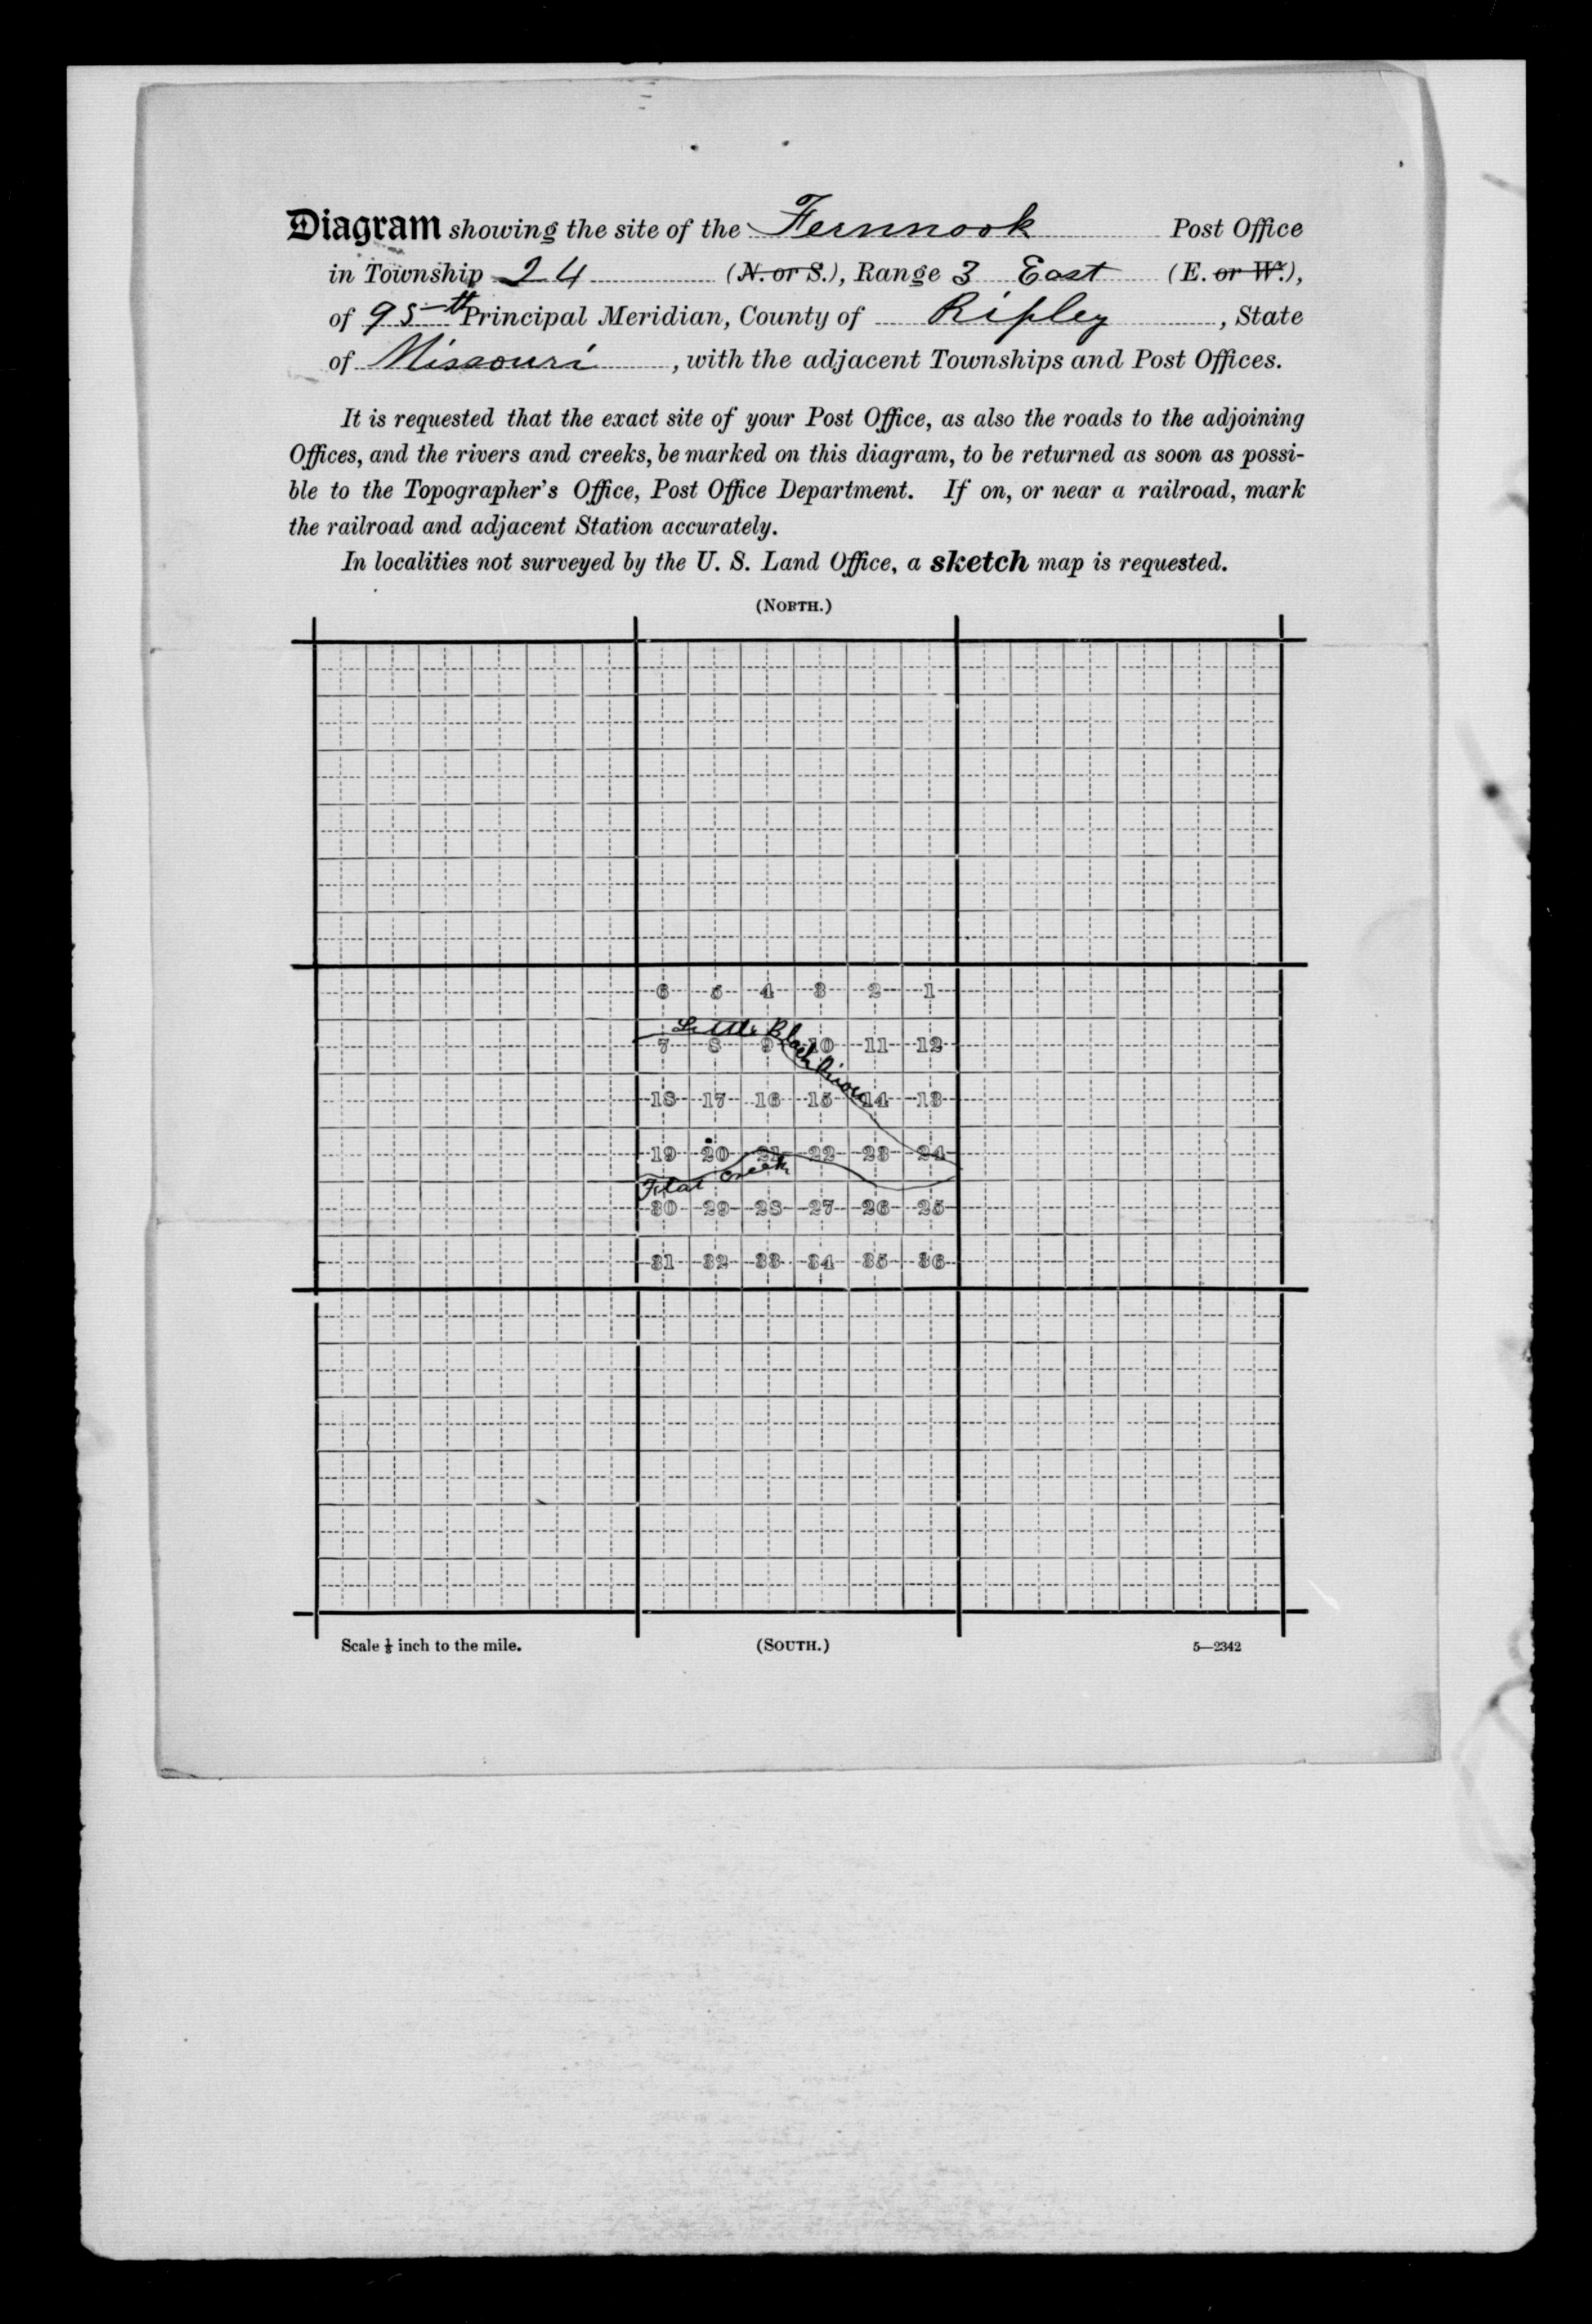 Diagram showing the site of the Fernnook Post Office
in Township 24 (N. or S.), Range 3 East (E. or W.),
of 95th Principal Meridian, County of Ripley, State
of Missouri, with the adjacent Townships and Post Offices.
It is requested that the exact site of your Post Office, as also the roads to the adjoining
Offices, and the rivers and creeks, be marked on this diagram, to be returned as soon as possi-
ble to the Topographer's Office, Post Office Department. If on, or near a railroad, mark
the railroad and adjacent Station accurately.
In localities not surveyed by the U. S. Land Office, a sketch map is requested.
(NORTH.)
6 5 4 3 2 1
Little Black River
7 8 9 10 11 12
18 17 16 15 14 13
19 20 21 22 23 24
Flat Creek
30 29 28 27 26 25
31 32 33 34 35 36
Scale ½ inch to the mile. (SOUTH.) 5—2342